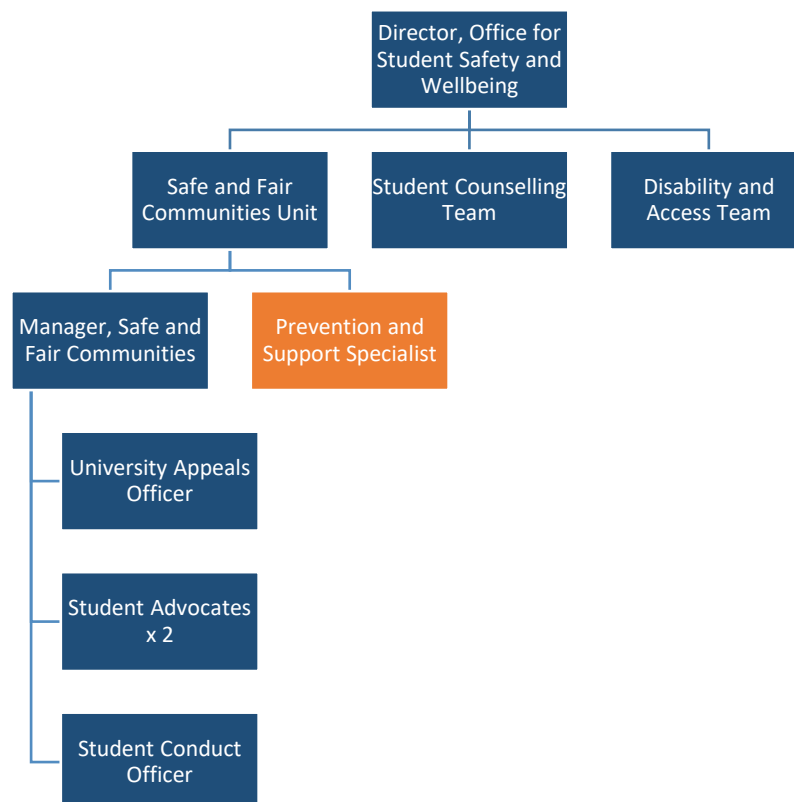 Director, Office for
Student Safety and
Wellbeing
Safe and Fair
Communities Unit
Student Counselling
Team
Disability and
Access Team
Manager, Safe and
Fair Communities
Prevention and
Support Specialist
University Appeals
Officer
Student Advocates
x 2
Student Conduct
Officer